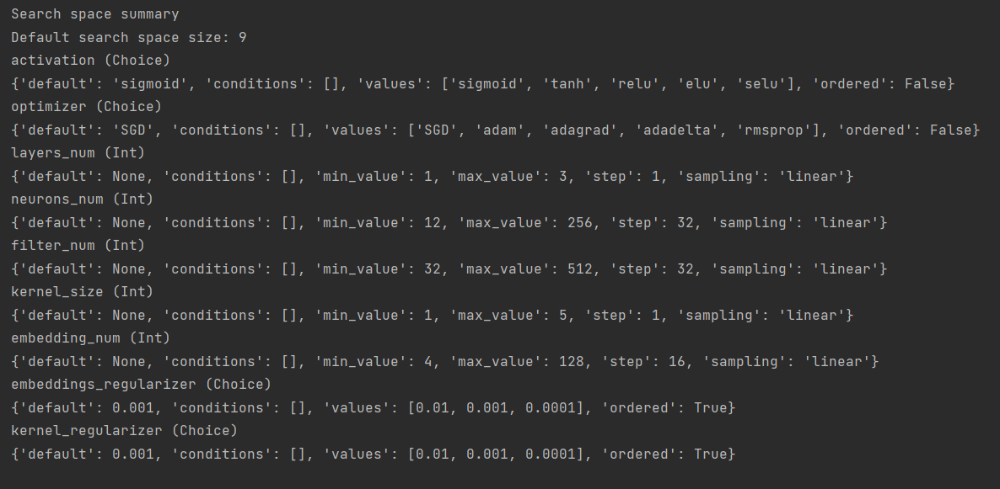 Search space summary
Default search space size: 9
activation (Choice)
{'default': 'sigmoid', 'conditions': [], 'values': ['sigmoid', 'tanh', 'relu', 'elu', 'selu'], 'ordered': False}
optimizer (Choice)
{'default': 'SGD', 'conditions': [], 'values': ['SGD', 'adam', 'adagrad', 'adadelta', 'rmsprop'], 'ordered': False}
layers_num (Int)
{'default': None, 'conditions': [], 'min_value': 1, 'max_value': 3, 'step': 1, 'sampling': 'linear'}
neurons_num (Int)
{'default': None, 'conditions': [], 'min_value': 12, 'max_value': 256, 'step': 32, 'sampling': 'linear'}
filter_num (Int)
{'default': None, 'conditions': [], 'min_value': 32, 'max_value': 512, 'step': 32, 'sampling': 'linear'}
kernel_size (Int)
{'default': None, 'conditions': [], 'min_value': 1, 'max_value': 5, 'step': 1, 'sampling': 'linear'}
embedding_num (Int)
{'default': None, 'conditions': [], 'min_value': 4, 'max_value': 128, 'step': 16, 'sampling': 'linear'}
embeddings_regularizer (Choice)
{'default': 0.001, 'conditions': [], 'values': [0.01, 0.001, 0.0001], 'ordered': True}
kernel_regularizer (Choice)
{'default': 0.001, 'conditions': [], 'values': [0.01, 0.001, 0.0001], 'ordered': True}